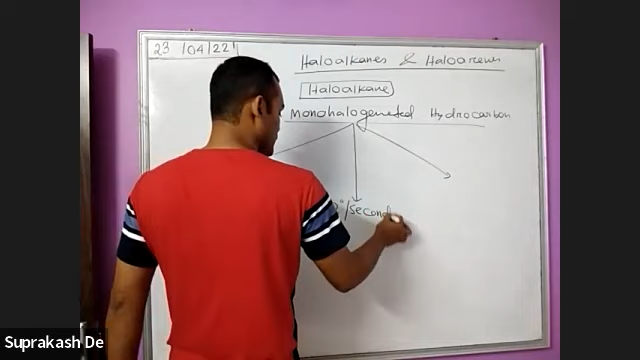 23 /04/22
Haloalkanes & Haloarenes
Haloalkane
Monohalogenated Hydrocarbon
°/second
Suprakash De